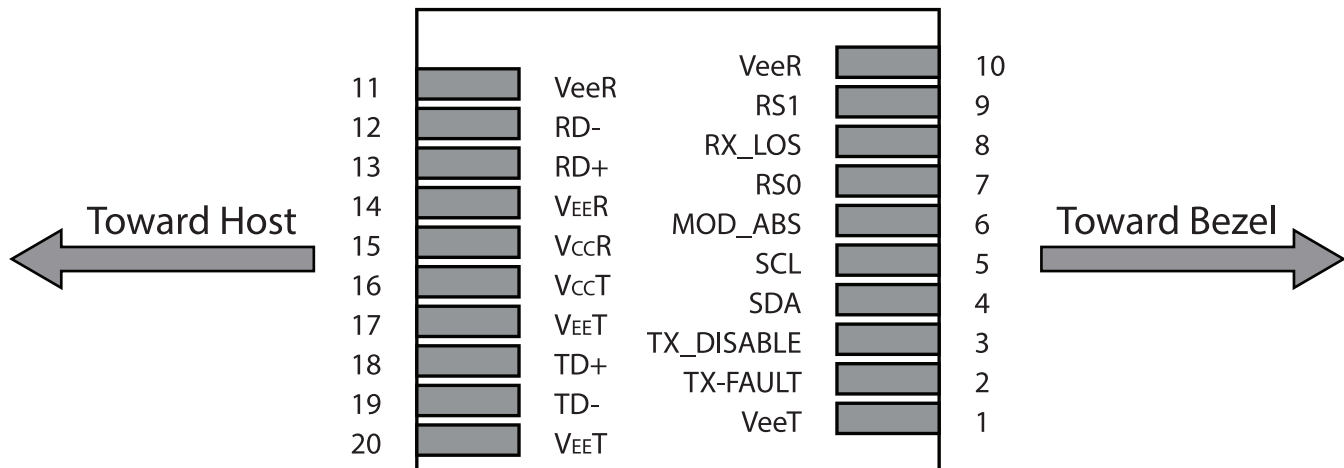 VeeR 10
11 VeeR
RS1 9
12 RD-
RX_LOS 8
13 RD+
RS0 7
14 VEER
MOD_ABS 6
Toward Host
Toward Bezel
15 VCCR
SCL 5
16 VCCT
SDA 4
17 VEET
TX_DISABLE 3
18 TD+
TX-FAULT 2
19 TD-
VeeT 1
20 VEET